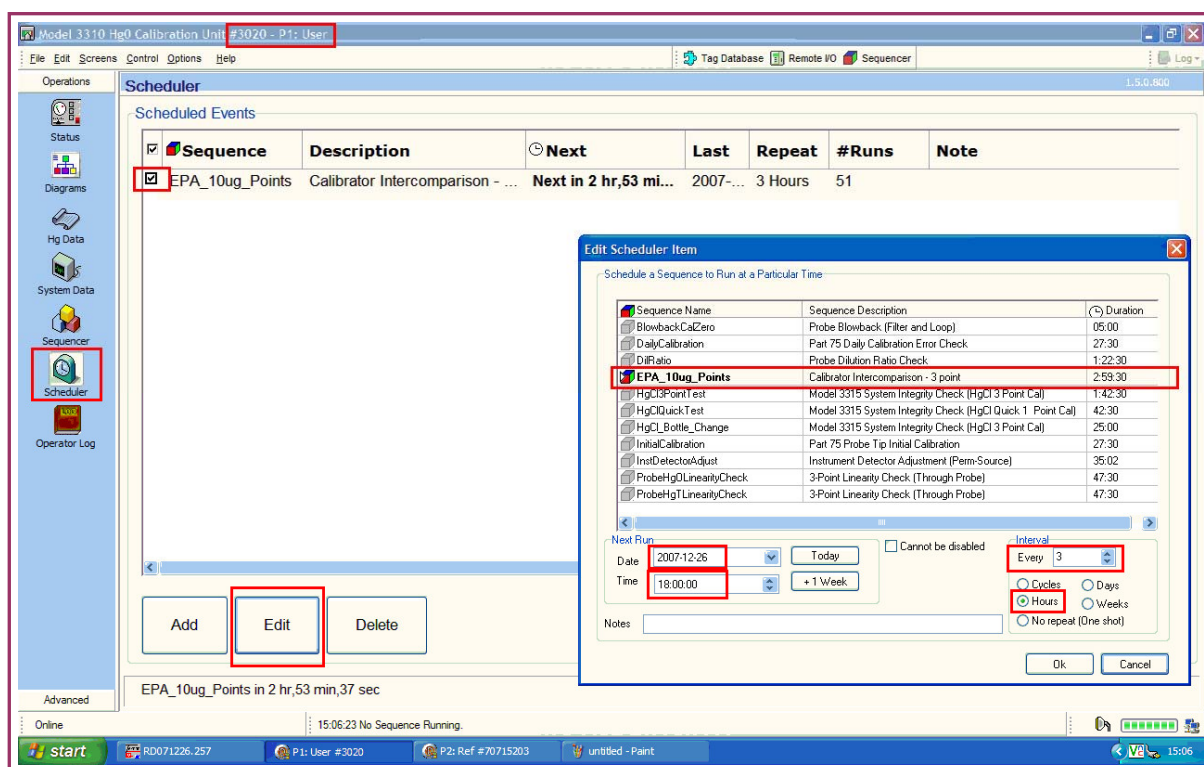 Model 3310 Hg0 Calibration Unit #3020 - P1: User
File Edit Screens Control Options Help
Tag Database Remote I/O Sequencer
Log
Operations
Scheduler
1.5.0.600
Status
Diagrams
Hg Data
System Data
Sequencer
Scheduler
Operator Log
Advanced
Scheduled Events
Sequence Description Next Last Repeat #Runs Note
EPA_10ug_Points Calibrator Intercomparison - ... Next in 2 hr,53 mi... 2007-... 3 Hours 51
Add Edit Delete
EPA_10ug_Points in 2 hr,53 min,37 sec
Edit Scheduler Item
Schedule a Sequence to Run at a Particular Time
Sequence Name Sequence Description Duration
BlowbackCalZero Probe Blowback (Filter and Loop) 05:00
DailyCalibration Part 75 Daily Calibration Error Check 27:30
DilRatio Probe Dilution Ratio Check 1:22:30
EPA_10ug_Points Calibrator Intercomparison - 3 point 2:59:30
HgCl3PointTest Model 3315 System Integrity Check (HgCl 3 Point Cal) 1:42:30
HgClQuickTest Model 3315 System Integrity Check (HgCl Quick 1 Point Cal) 42:30
HgCl_Bottle_Change Model 3315 System Integrity Check (HgCl 3 Point Cal) 25:00
InitialCalibration Part 75 Probe Tip Initial Calibration 27:30
InstDetectorAdjust Instrument Detector Adjustment (Perm-Source) 35:02
ProbeHg0LinearityCheck 3-Point Linearity Check (Through Probe) 47:30
ProbeHgTLinearityCheck 3-Point Linearity Check (Through Probe) 47:30
Next Run
Date 2007-12-26 Today
Time 18:00:00 + 1 Week
Cannot be disabled
Interval
Every 3
Cycles Days
Hours Weeks
No repeat (One shot)
Notes
Ok Cancel
Online 15:06:23 No Sequence Running.
start RD071226.257 P1: User #3020 P2: Ref #70715203 untitled - Paint 15:06